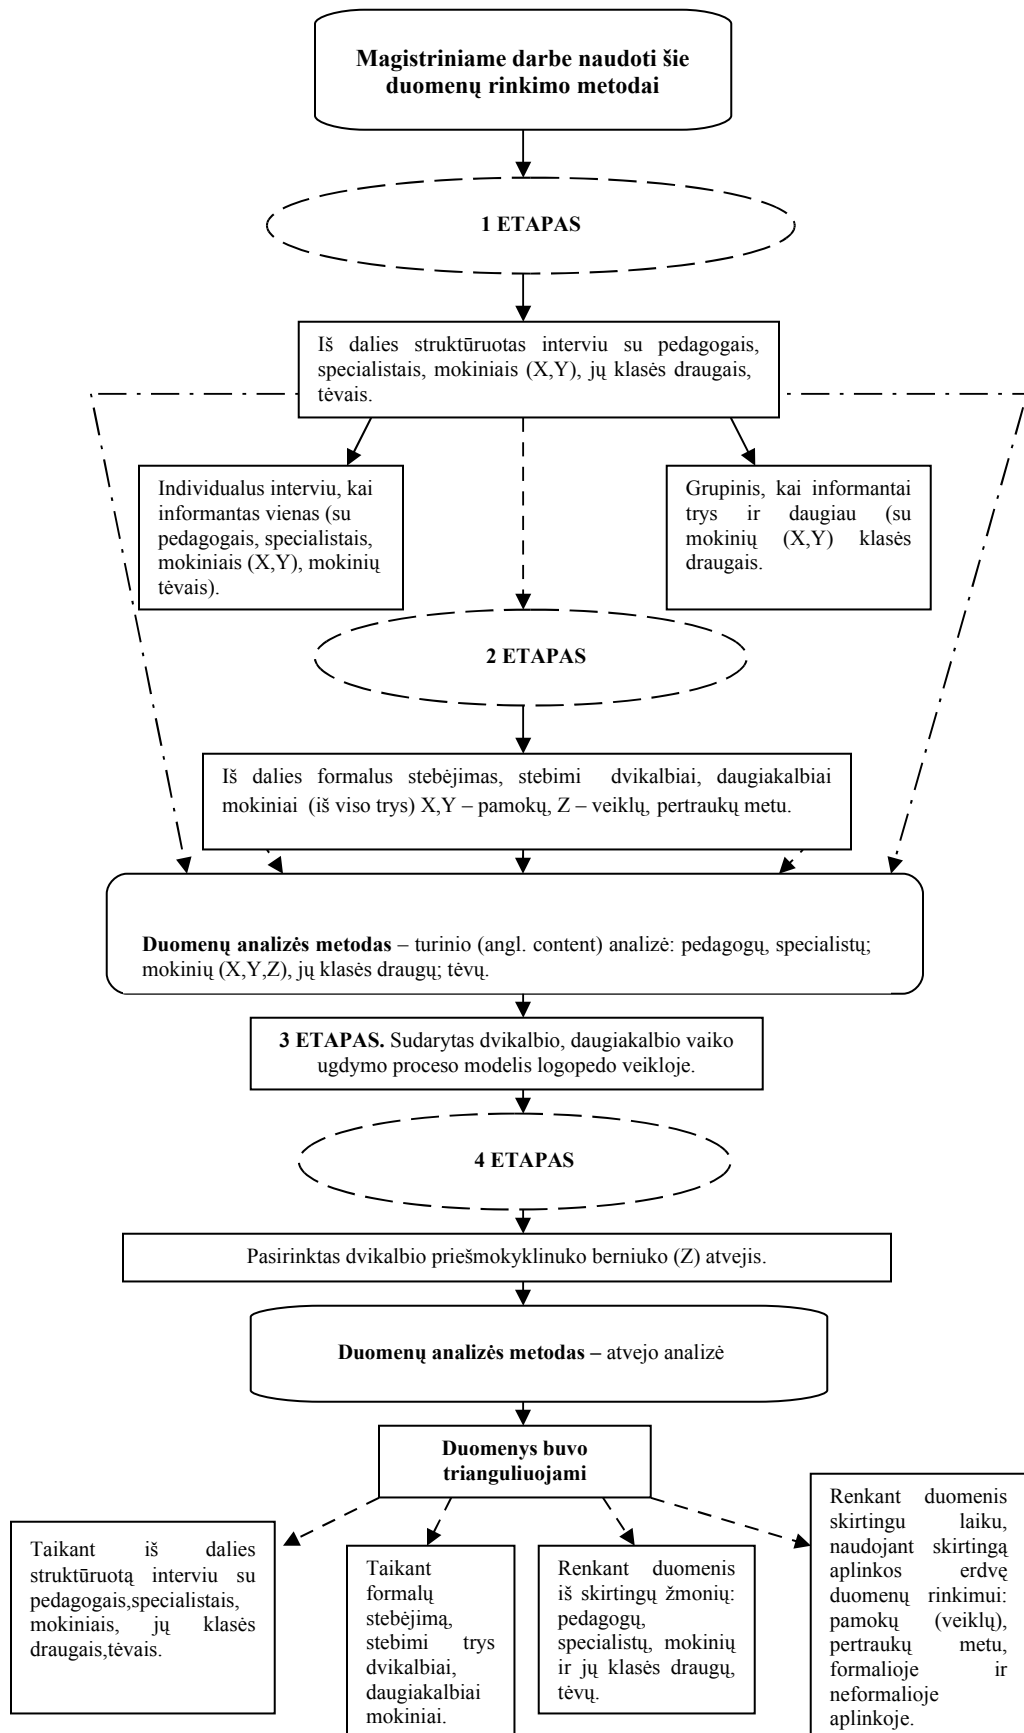 Magistriniame darbe naudoti šie
duomenų rinkimo metodai
1 ETAPAS
Iš dalies struktūruotas interviu su pedagogais,
specialistais, mokiniais (X,Y), jų klasės draugais,
tėvais.
Individualus interviu, kai
informantas vienas (su
pedagogais, specialistais,
mokiniais (X,Y), mokinių
tėvais).
Grupinis, kai informantai
trys ir daugiau (su
mokinių (X,Y) klasės
draugais.
2 ETAPAS
Iš dalies formalus stebėjimas, stebimi dvikalbiai, daugiakalbiai
mokiniai (iš viso trys) X,Y – pamokų, Z – veiklų, pertraukų metu.
Duomenų analizės metodas – turinio (angl. content) analizė: pedagogų, specialistų;
mokinių (X,Y,Z), jų klasės draugų; tėvų.
3 ETAPAS. Sudarytas dvikalbio, daugiakalbio vaiko
ugdymo proceso modelis logopedo veikloje.
4 ETAPAS
Pasirinktas dvikalbio priešmokyklinuko berniuko (Z) atvejis.
Duomenų analizės metodas – atvejo analizė
Duomenys buvo
trianguliuojami
Taikant iš dalies
struktūruotą interviu su
pedagogais,specialistais,
mokiniais, jų klasės
draugais,tėvais.
Taikant
formalų
stebėjimą,
stebimi trys
dvikalbiai,
daugiakalbiai
mokiniai.
Renkant duomenis
iš skirtingų žmonių:
pedagogų,
specialistų, mokinių
ir jų klasės draugų,
tėvų.
Renkant duomenis
skirtingu laiku,
naudojant skirtingą
aplinkos erdvę
duomenų rinkimui:
pamokų (veiklų),
pertraukų metu,
formalioje ir
neformalioje
aplinkoje.